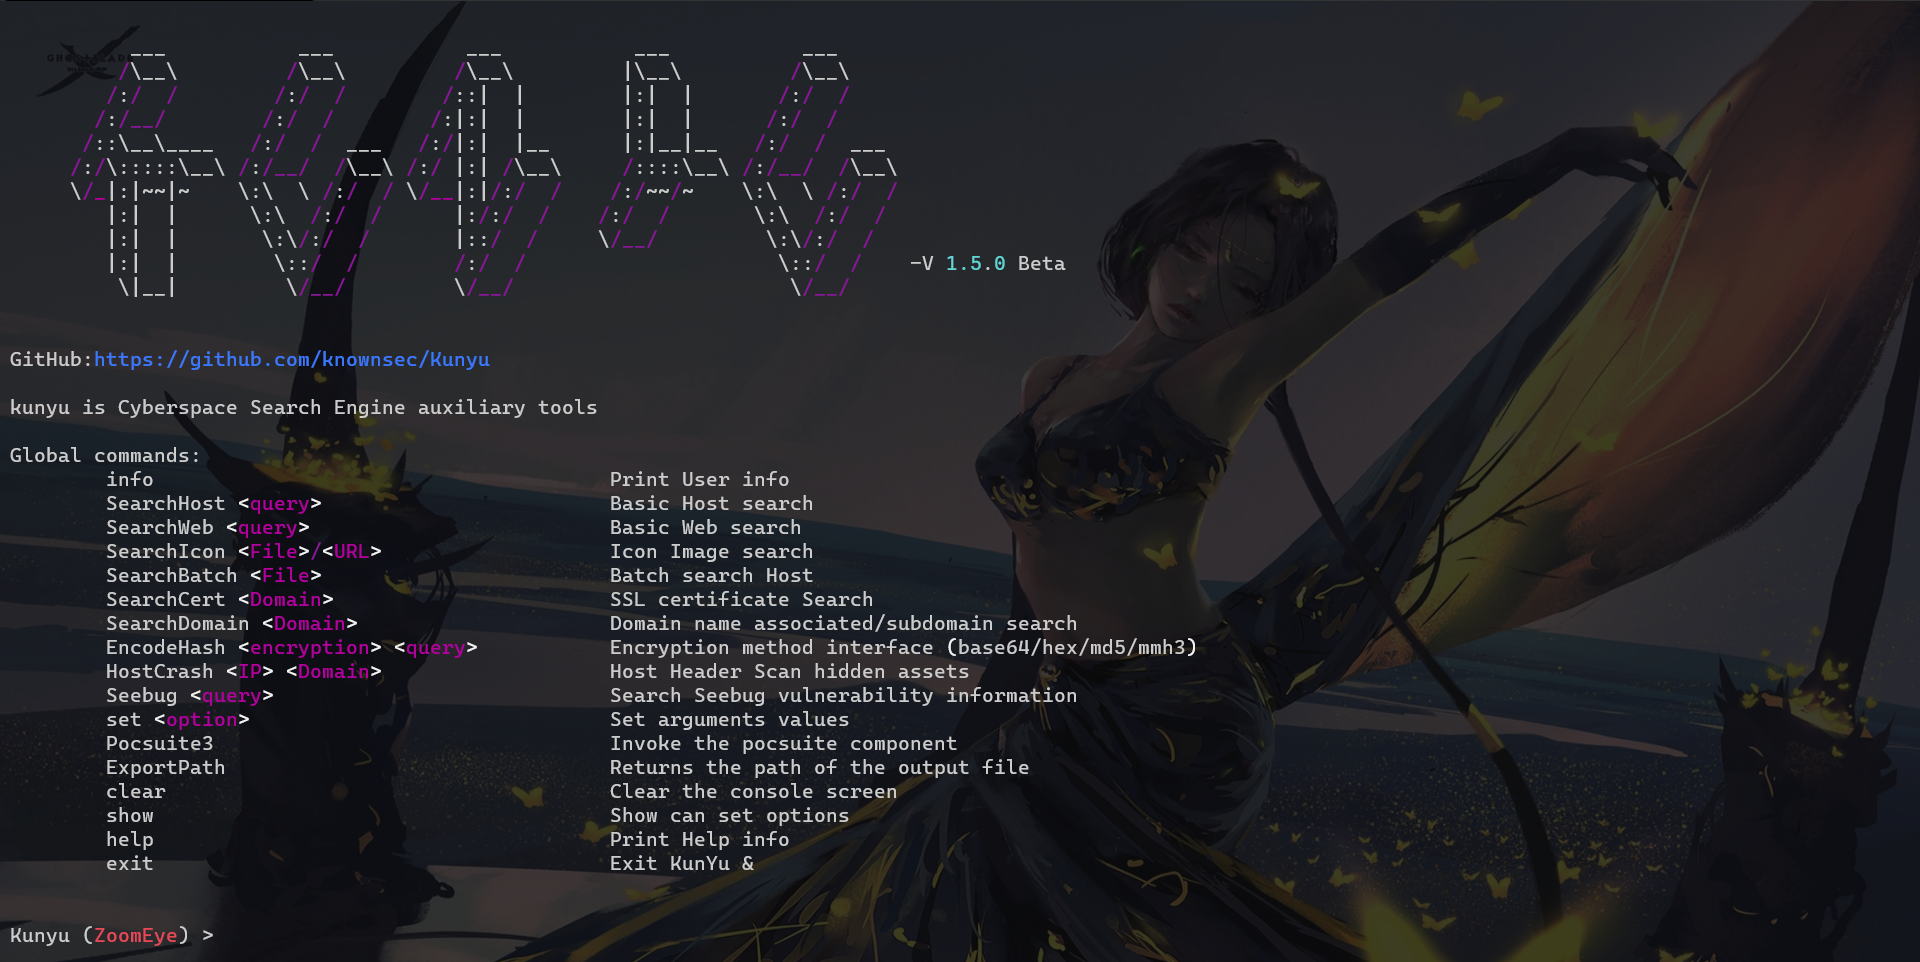 -V 1.5.0 Beta
GitHub:https://github.com/knownsec/Kunyu
kunyu is Cyberspace Search Engine auxiliary tools
Global commands:
info Print User info
SearchHost <query> Basic Host search
SearchWeb <query> Basic Web search
SearchIcon <File>/<URL> Icon Image search
SearchBatch <File> Batch search Host
SearchCert <Domain> SSL certificate Search
SearchDomain <Domain> Domain name associated/subdomain search
EncodeHash <encryption> <query> Encryption method interface (base64/hex/md5/mmh3)
HostCrash <IP> <Domain> Host Header Scan hidden assets
Seebug <query> Search Seebug vulnerability information
set <option> Set arguments values
Pocsuite3 Invoke the pocsuite component
ExportPath Returns the path of the output file
clear Clear the console screen
show Show can set options
help Print Help info
exit Exit KunYu &
Kunyu (ZoomEye) >